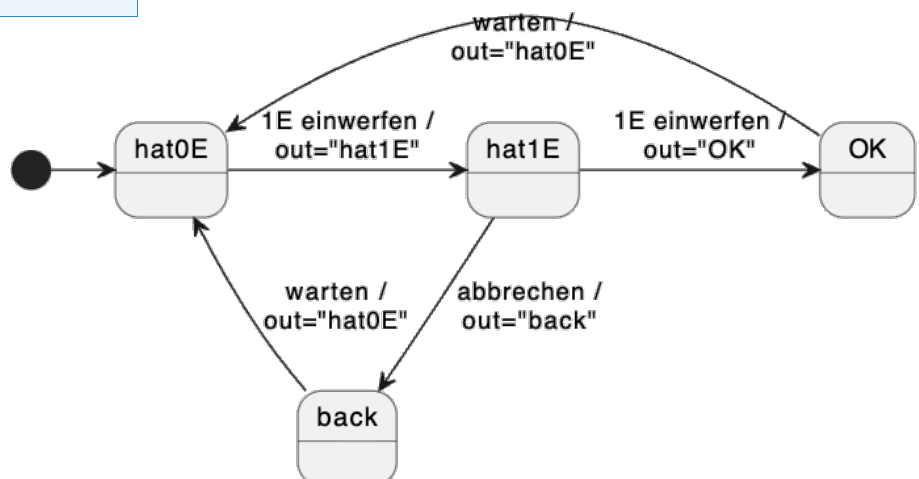 warten /
out="hat0E"
1E einwerfen /
out="hat1E"
1E einwerfen /
out="OK"
hat0E
hat1E
OK
warten /
out="hat0E"
abbrechen /
out="back"
back